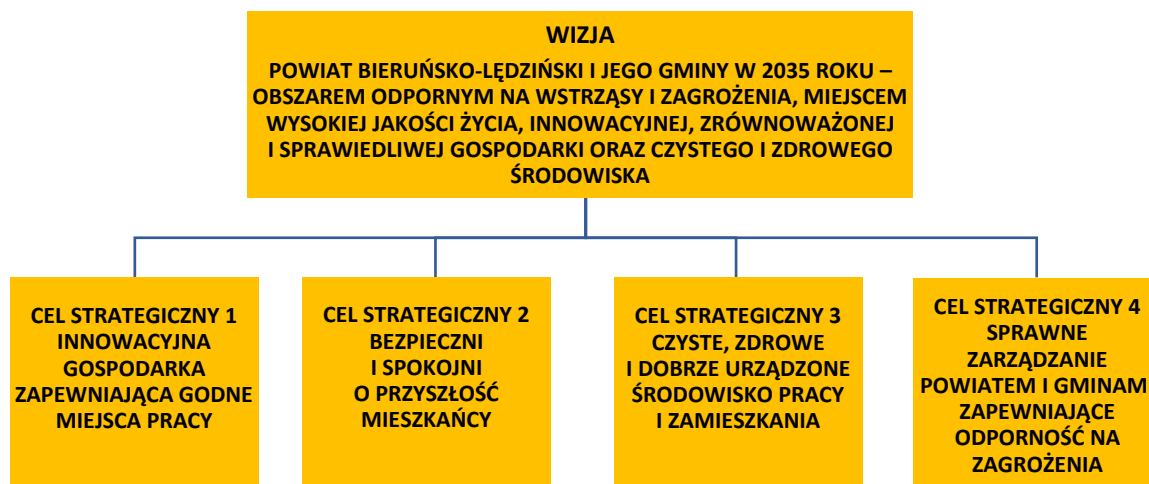 WIZJA
POWIAT BIERUŃSKO-LĘDZIŃSKI I JEGO GMINY W 2035 ROKU –
OBSZAREM ODPORNYM NA WSTRZĄSY I ZAGROŻENIA, MIEJSCEM
WYSOKIEJ JAKOŚCI ŻYCIA, INNOWACYJNEJ, ZRÓWNOWAŻONEJ
I SPRAWIEDLIWEJ GOSPODARKI ORAZ CZYSTEGO I ZDROWEGO
ŚRODOWISKA
CEL STRATEGICZNY 1
INNOWACYJNA
GOSPODARKA
ZAPEWNIAJĄCA GODNE
MIEJSCA PRACY
CEL STRATEGICZNY 2
BEZPIECZNI
I SPOKOJNI
O PRZYSZŁOŚĆ
MIESZKAŃCY
CEL STRATEGICZNY 3
CZYSTE, ZDROWE
I DOBRZE URZĄDZONE
ŚRODOWISKO PRACY
I ZAMIESZKANIA
CEL STRATEGICZNY 4
SPRAWNE
ZARZĄDZANIE
POWIATEM I GMINAM
ZAPEWNIAJĄCE
ODPORNOŚĆ NA
ZAGROŻENIA